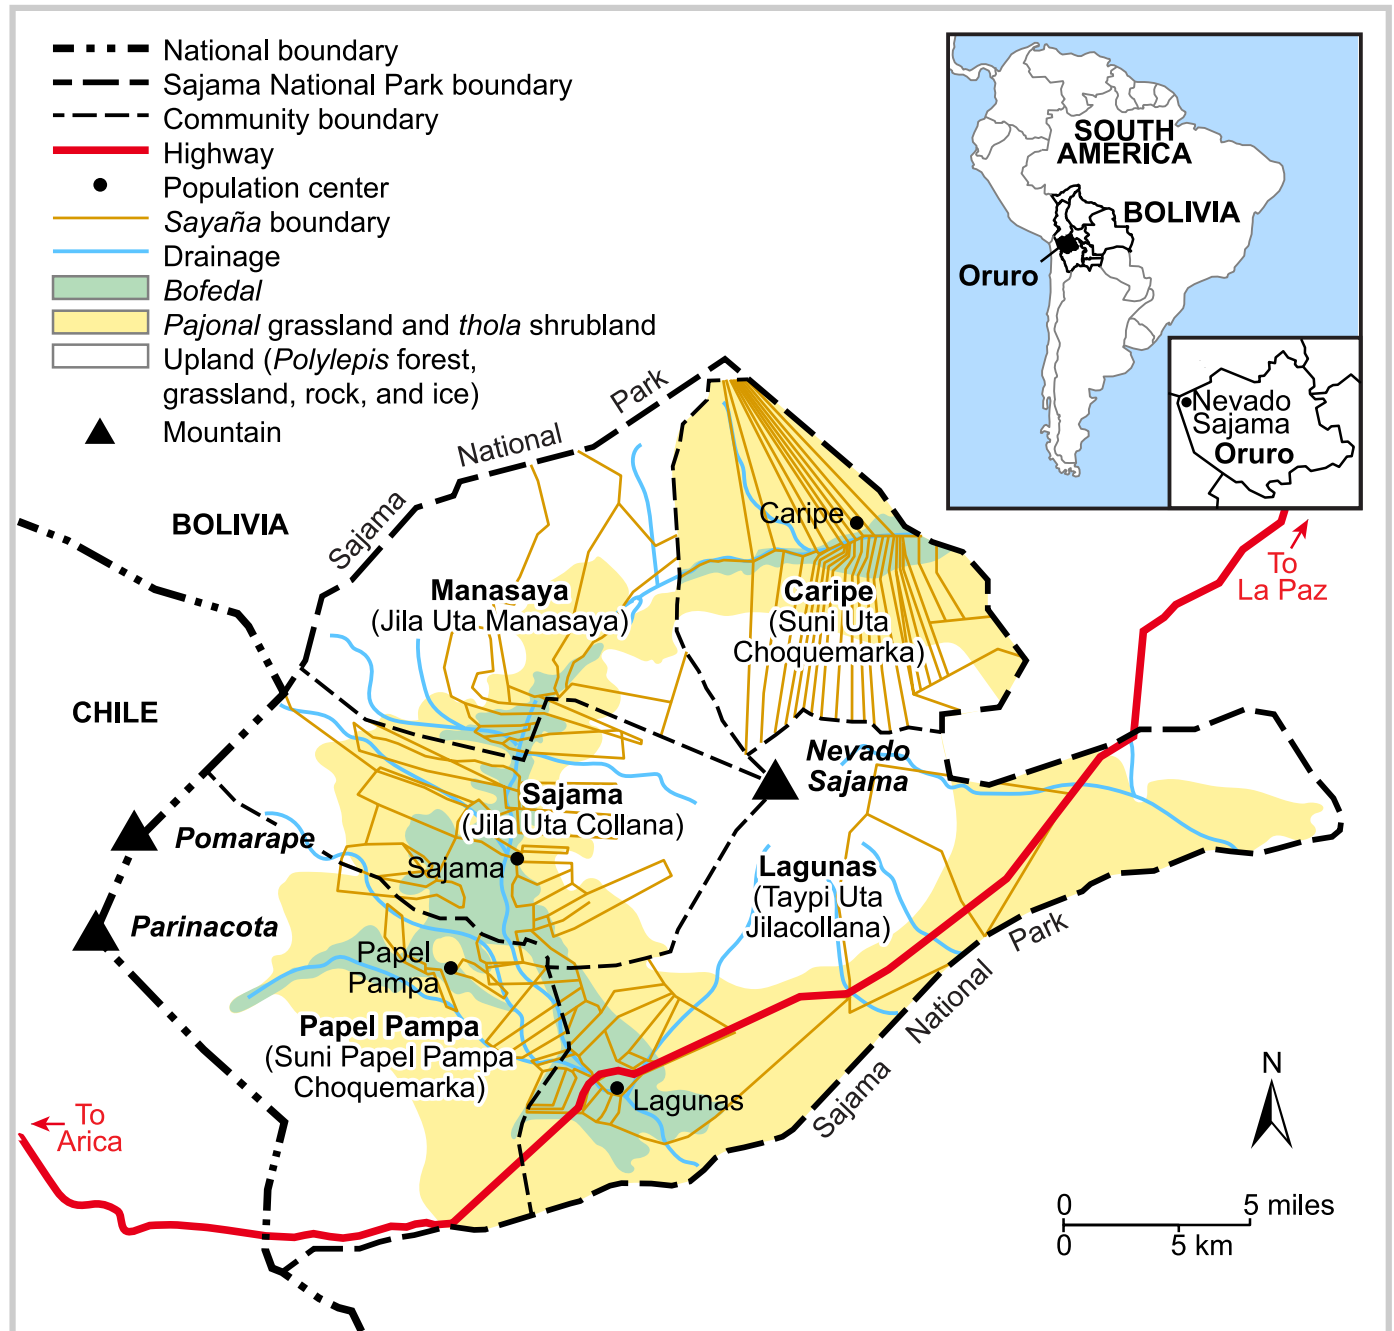 National boundary
Sajama National Park boundary
Community boundary
Highway
Population center
Sayaña boundary
Drainage
Bofedal
Pajonal grassland and thola shrubland
Upland (Polylepis forest,
grassland, rock, and ice)
Mountain
SOUTH
AMERICA
BOLIVIA
Oruro
Nevado
Sajama
Oruro
Sajama
National
Park
BOLIVIA
CHILE
Caripe
Manasaya
(Jila Uta Manasaya)
Caripe
(Suni Uta
Choquemarka)
To
La Paz
Nevado
Sajama
Sajama
(Jila Uta Collana)
Pomarape
Sajama
Lagunas
(Taypi Uta
Jilacollana)
Parinacota
Papel
Pampa
Papel Pampa
(Suni Papel Pampa
Choquemarka)
Lagunas
Sajama
National
Park
To
Arica
N
0 5 miles
0 5 km